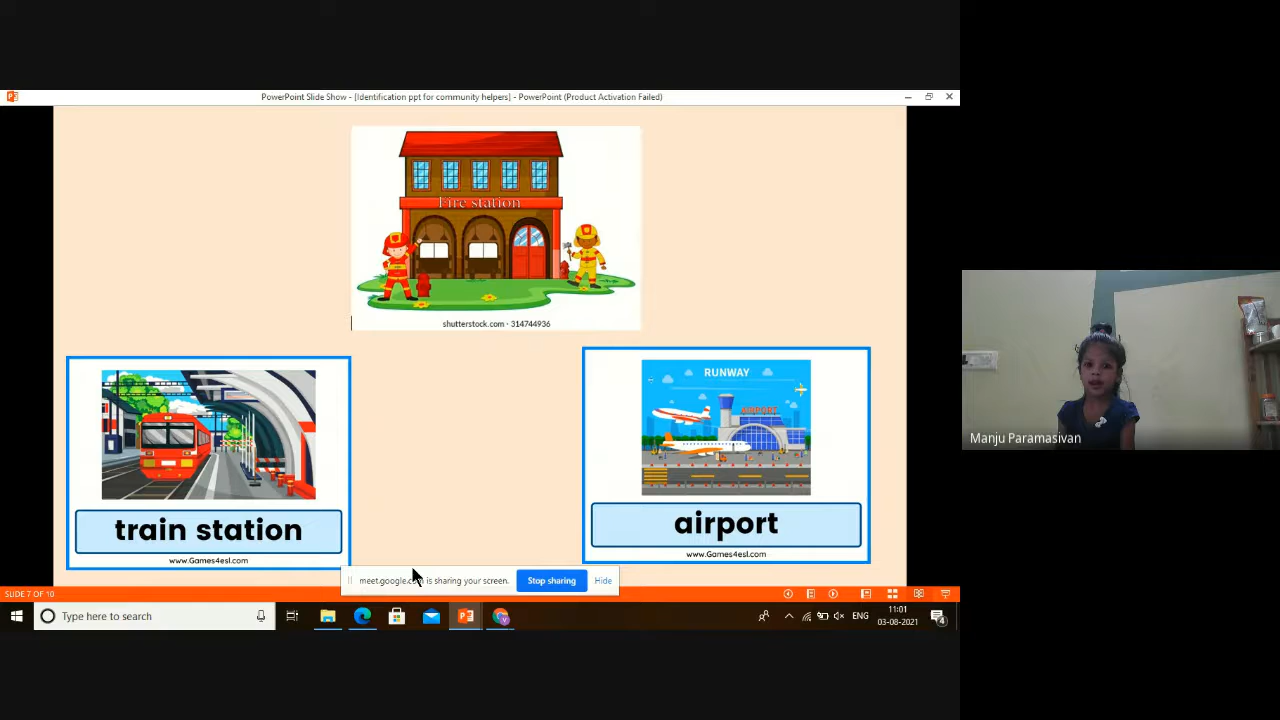 PowerPoint Slide Show - [Identification ppt for community helpers] - PowerPoint (Product Activation Failed)
Fire station
shutterstock.com · 314744936
RUNWAY
AIRPORT
train station
www.Games4esl.com
airport
www.Games4esl.com
Manju Paramasivan
meet.google.com is sharing your screen.
Stop sharing
Hide
SLIDE 7 OF 10
Type here to search
ENG
11:01
03-08-2021
4